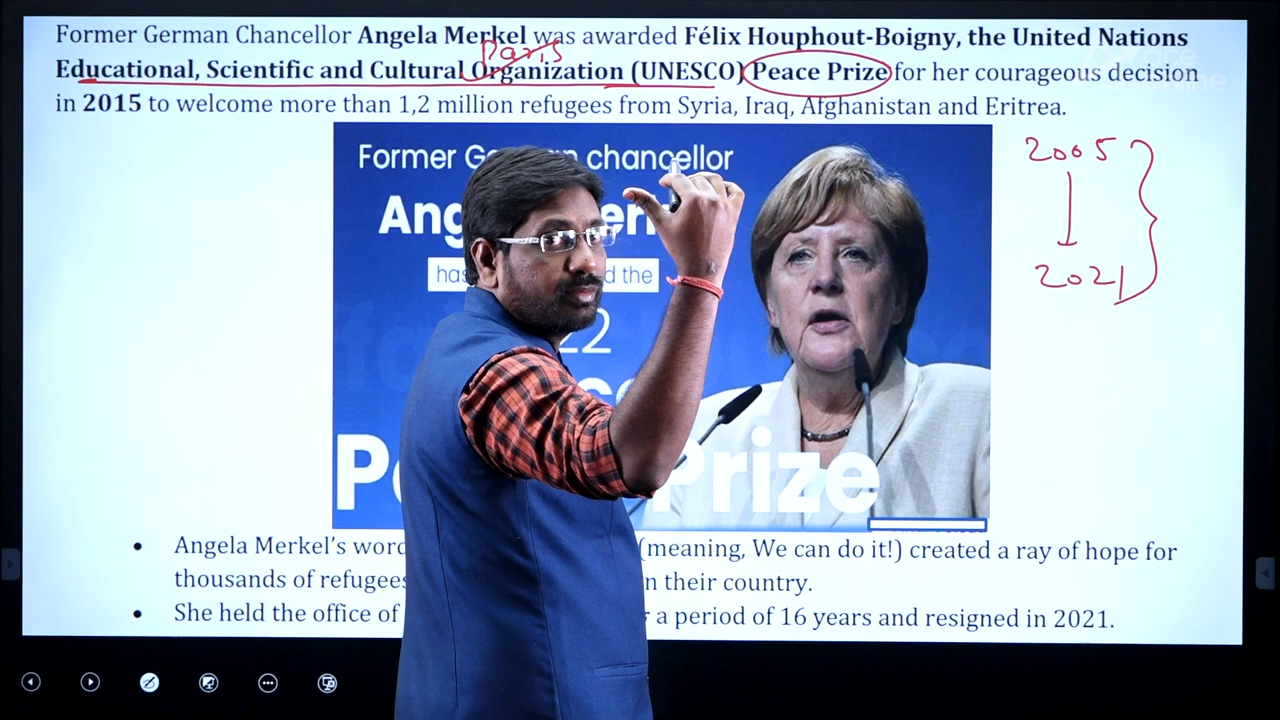 Former German Chancellor Angela Merkel was awarded Félix Houphout-Boigny, the United Nations
Paris
Educational, Scientific and Cultural Organization (UNESCO) Peace Prize for her courageous decision
in 2015 to welcome more than 1,2 million refugees from Syria, Iraq, Afghanistan and Eritrea.
2005
2021
Former chancellor
Ang
has d the
22
Prize
• Angela Merkel's (meaning, We can do it!) created a ray of hope for
thousands of refugees their country.
• She held the office of a period of 16 years and resigned in 2021.